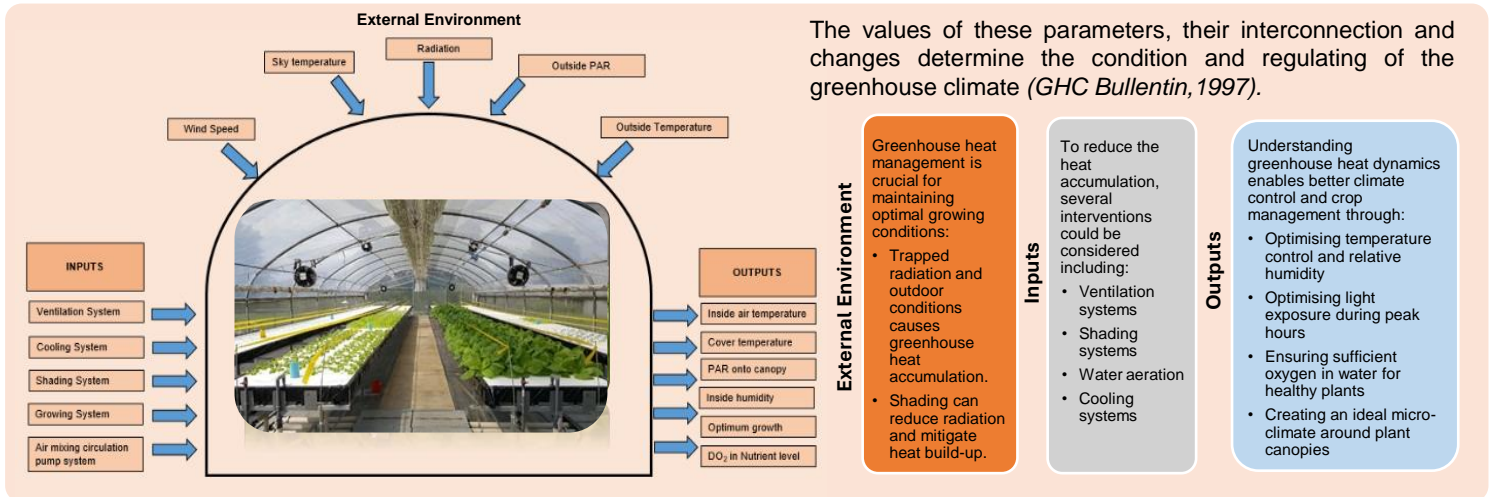 External Environment
Radiation
Sky temperature
Outside PAR
Wind Speed
Outside Temperature
INPUTS
Ventilation System
Cooling System
Shading System
Growing System
Air mixing circulation
pump system
OUTPUTS
Inside air temperature
Cover temperature
PAR onto canopy
Inside humidity
Optimum growth
DO₂ in Nutrient level
The values of these parameters, their interconnection and
changes determine the condition and regulating of the
greenhouse climate (GHC Bullentin,1997).
External Environment
Greenhouse heat
management is
crucial for
maintaining
optimal growing
conditions:
• Trapped
radiation and
outdoor
conditions
causes
greenhouse
heat
accumulation.
• Shading can
reduce radiation
and mitigate
heat build-up.
Inputs
To reduce the
heat
accumulation,
several
interventions
could be
considered
including:
• Ventilation
systems
• Shading
systems
• Water aeration
• Cooling
systems
Outputs
Understanding
greenhouse heat dynamics
enables better climate
control and crop
management through:
• Optimising temperature
control and relative
humidity
• Optimising light
exposure during peak
hours
• Ensuring sufficient
oxygen in water for
healthy plants
• Creating an ideal micro-
climate around plant
canopies